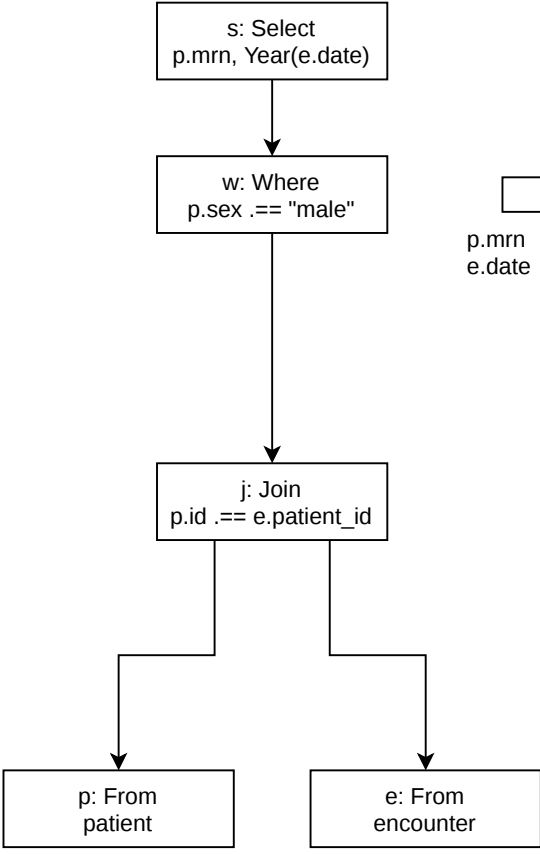 s: Select
p.mrn, Year(e.date)
w: Where
p.sex .== "male"
p.mrn
e.date
j: Join
p.id .== e.patient_id
p: From
patient
e: From
encounter